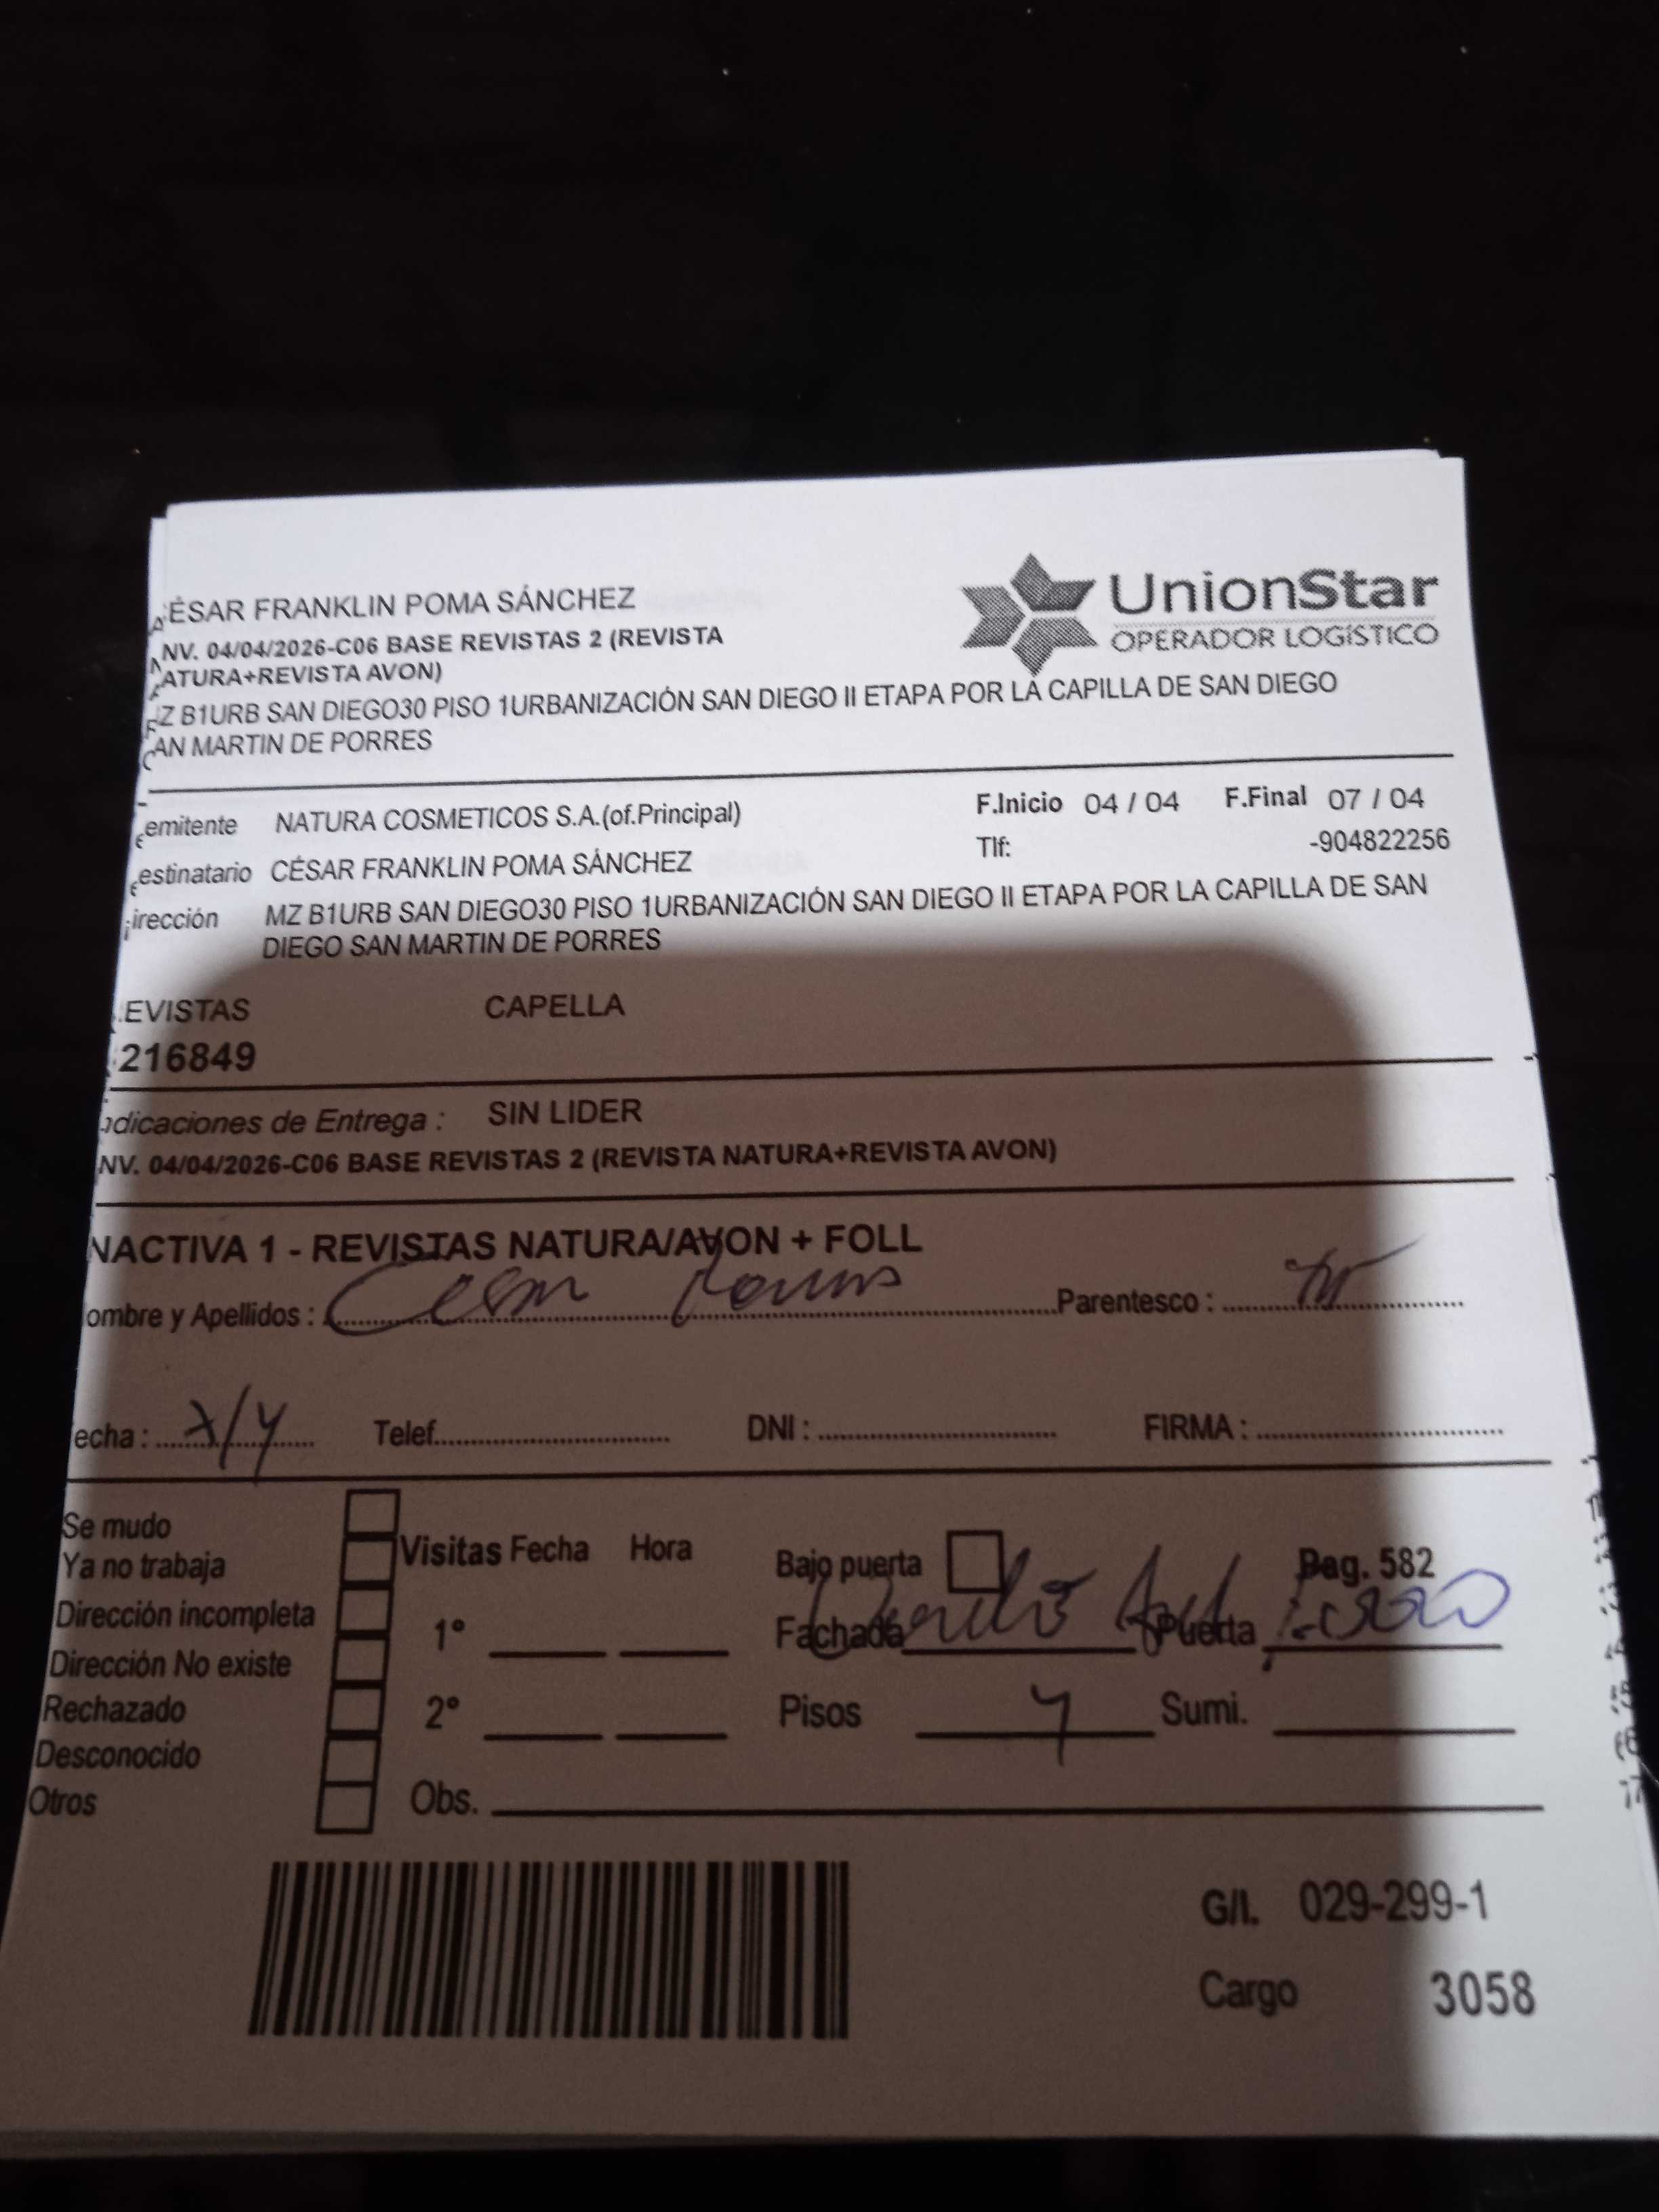 ÉSAR FRANKLIN POMA SÁNCHEZ
UnionStar
OPERADOR LOGÍSTICO
NV. 04/04/2026-C06 BASE REVISTAS 2 (REVISTA
ATURA+REVISTA AVON)
Z B1URB SAN DIEGO30 PISO 1URBANIZACIÓN SAN DIEGO II ETAPA POR LA CAPILLA DE SAN DIEGO
AN MARTIN DE PORRES
emitente NATURA COSMETICOS S.A.(of.Principal) F.Inicio 04 / 04 F.Final 07 / 04
Tlf: -904822256
estinatario CÉSAR FRANKLIN POMA SÁNCHEZ
irección MZ B1URB SAN DIEGO30 PISO 1URBANIZACIÓN SAN DIEGO II ETAPA POR LA CAPILLA DE SAN
DIEGO SAN MARTIN DE PORRES
EVISTAS CAPELLA
216849
dicaciones de Entrega : SIN LIDER
NV. 04/04/2026-C06 BASE REVISTAS 2 (REVISTA NATURA+REVISTA AVON)
NACTIVA 1 - REVISTAS NATURA/AVON + FOLL
ombre y Apellidos : Cesar Parentesco :
echa : 7/4 Telef. DNI : FIRMA :
Se mudo
Ya no trabaja
Dirección incompleta
Dirección No existe
Rechazado
Desconocido
Otros
Visitas Fecha Hora
1°
2°
Obs.
Bajo puerta Pag. 582
Fachada Puerta
Pisos 4 Sumi.
G/I. 029-299-1
Cargo 3058